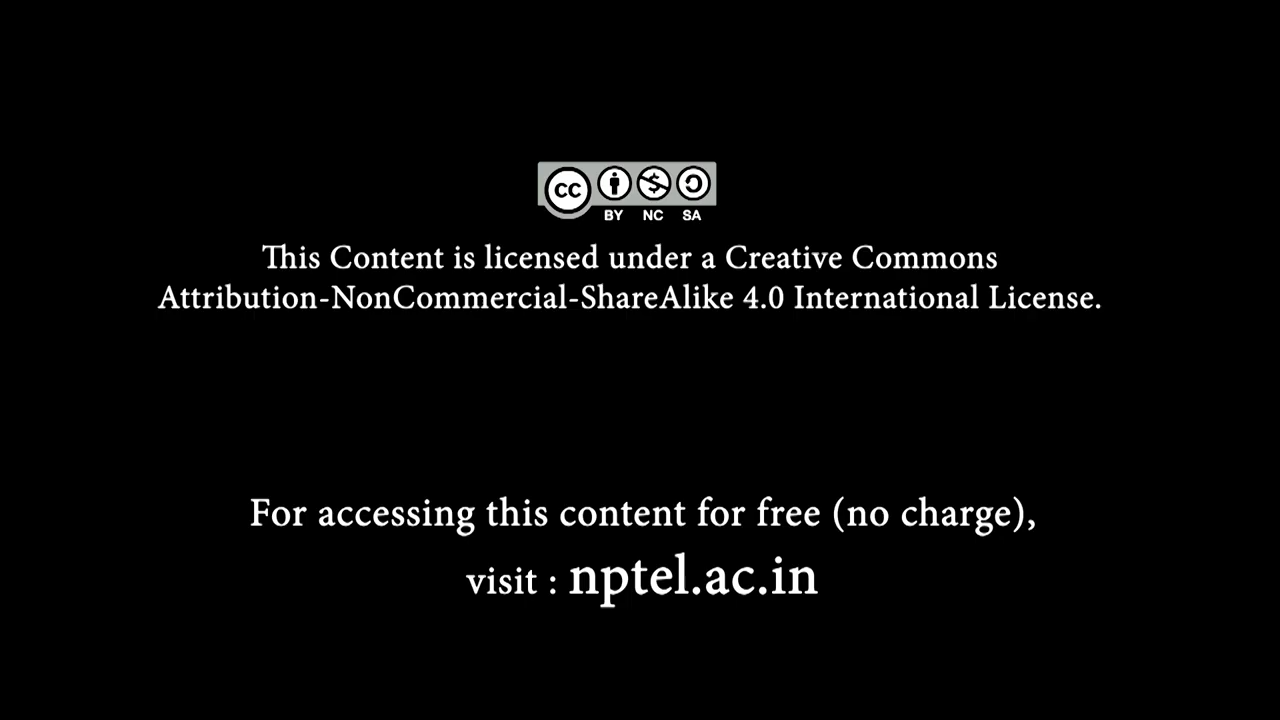 cc
BY NC SA
This Content is licensed under a Creative Commons
Attribution-NonCommercial-ShareAlike 4.0 International License.
For accessing this content for free (no charge),
visit : nptel.ac.in